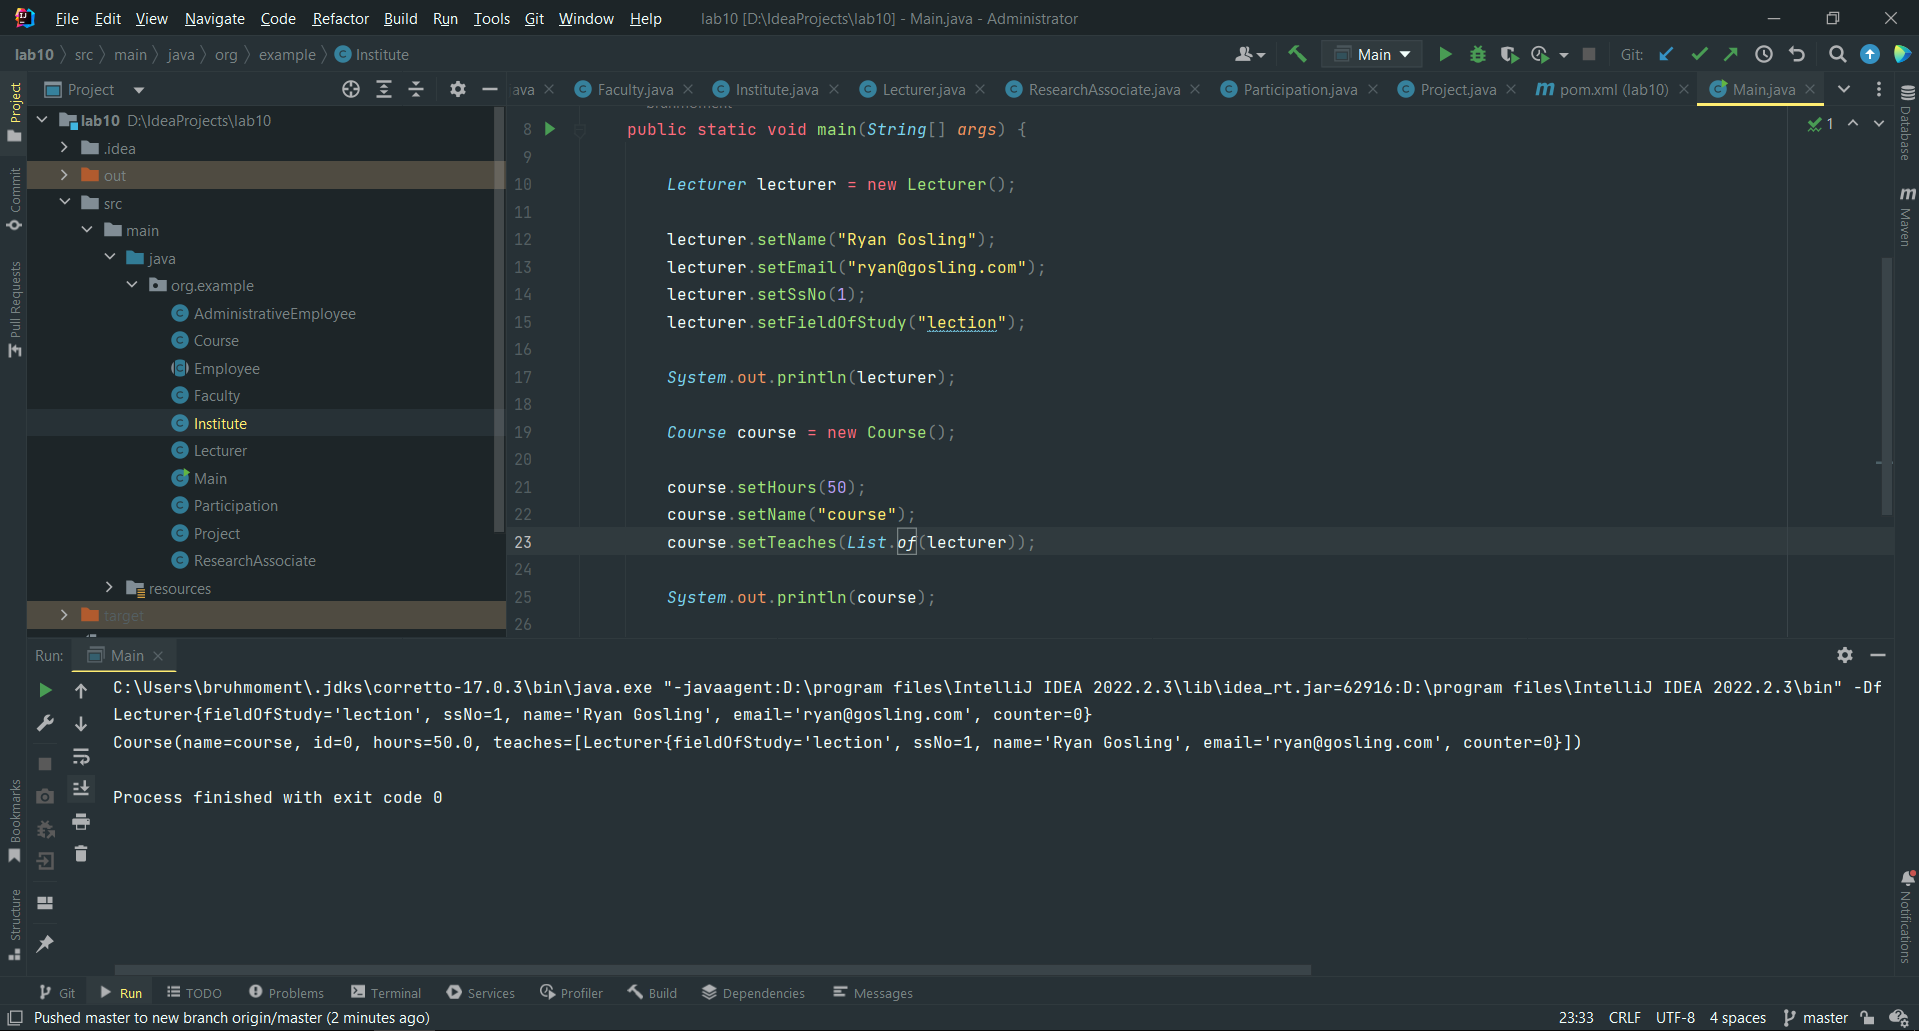 File Edit View Navigate Code Refactor Build Run Tools Git Window Help lab10 [D:\IdeaProjects\lab10] - Main.java - Administrator
lab10 src main java org example Institute
Main Git:
Project
ava Faculty.java Institute.java Lecturer.java ResearchAssociate.java Participation.java Project.java pom.xml (lab10) Main.java
Project
Commit
Pull Requests
Bookmarks
Structure
lab10 D:\IdeaProjects\lab10
.idea
out
src
main
java
org.example
AdministrativeEmployee
Course
Employee
Faculty
Institute
Lecturer
Main
Participation
Project
ResearchAssociate
resources
target
bruhmoment
8 public static void main(String[] args) {
9
10 Lecturer lecturer = new Lecturer();
11
12 lecturer.setName("Ryan Gosling");
13 lecturer.setEmail("ryan@gosling.com");
14 lecturer.setSsNo(1);
15 lecturer.setFieldOfStudy("lection");
16
17 System.out.println(lecturer);
18
19 Course course = new Course();
20
21 course.setHours(50);
22 course.setName("course");
23 course.setTeaches(List.of(lecturer));
24
25 System.out.println(course);
26
1
Database
Maven
Notifications
Run: Main
C:\Users\bruhmoment\.jdks\corretto-17.0.3\bin\java.exe "-javaagent:D:\program files\IntelliJ IDEA 2022.2.3\lib\idea_rt.jar=62916:D:\program files\IntelliJ IDEA 2022.2.3\bin" -Df
Lecturer{fieldOfStudy='lection', ssNo=1, name='Ryan Gosling', email='ryan@gosling.com', counter=0}
Course(name=course, id=0, hours=50.0, teaches=[Lecturer{fieldOfStudy='lection', ssNo=1, name='Ryan Gosling', email='ryan@gosling.com', counter=0}])
Process finished with exit code 0
Git Run TODO Problems Terminal Services Profiler Build Dependencies Messages
Pushed master to new branch origin/master (2 minutes ago) 23:33 CRLF UTF-8 4 spaces master